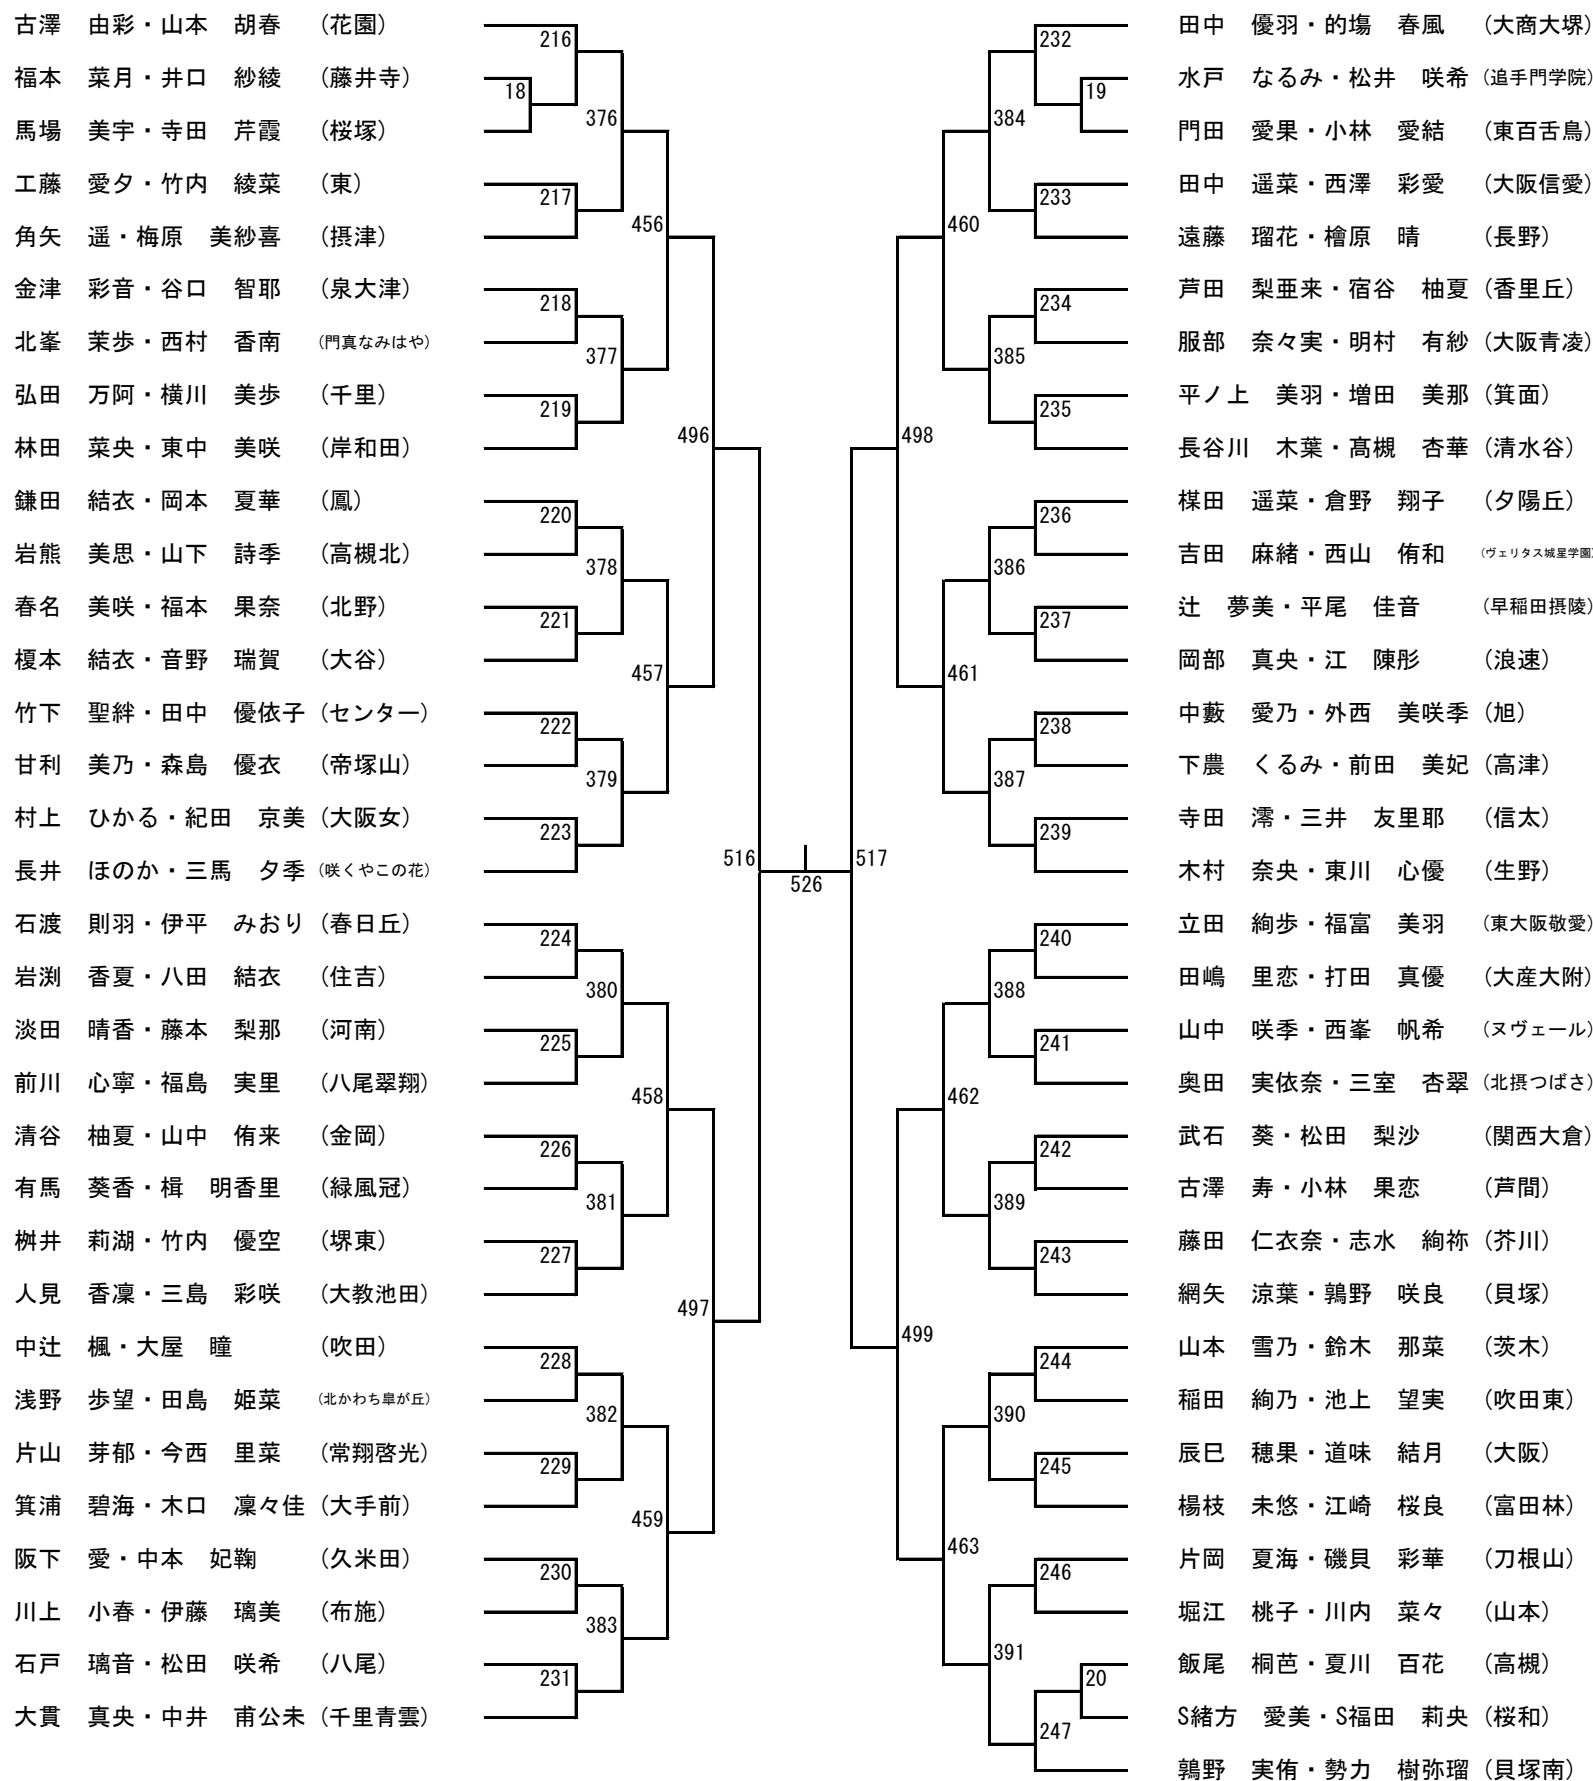 古澤　由彩・山本　胡春　(花園)
福本　菜月・井口　紗綾　(藤井寺)
馬場　美宇・寺田　芹霞　(桜塚)
工藤　愛夕・竹内　綾菜　(東)
角矢　遥・梅原　美紗喜　(摂津)
金津　彩音・谷口　智耶　(泉大津)
北峯　茉歩・西村　香南　(門真なみはや)
弘田　万阿・横川　美歩　(千里)
林田　菜央・東中　美咲　(岸和田)
鎌田　結衣・岡本　夏華　(鳳)
岩熊　美思・山下　詩季　(高槻北)
春名　美咲・福本　果奈　(北野)
榎本　結衣・音野　瑞賀　(大谷)
竹下　聖絆・田中　優依子　(センター)
甘利　美乃・森島　優衣　(帝塚山)
村上　ひかる・紀田　京美　(大阪女)
長井　ほのか・三馬　夕季　(咲くやこの花)
石渡　則羽・伊平　みおり　(春日丘)
岩渕　香夏・八田　結衣　(住吉)
淡田　晴香・藤本　梨那　(河南)
前川　心寧・福島　実里　(八尾翠翔)
清谷　柚夏・山中　侑来　(金岡)
有馬　葵香・楫　明香里　(緑風冠)
桝井　莉湖・竹内　優空　(堺東)
人見　香凜・三島　彩咲　(大教池田)
中辻　楓・大屋　瞳　(吹田)
浅野　歩望・田島　姫菜　(北かわち皐が丘)
片山　芽郁・今西　里菜　(常翔啓光)
箕浦　碧海・木口　凜々佳　(大手前)
阪下　愛・中本　妃鞠　(久米田)
川上　小春・伊藤　璃美　(布施)
石戸　璃音・松田　咲希　(八尾)
大貫　真央・中井　甫公未　(千里青雲)
216
18
376
217
456
218
377
219
496
220
378
221
457
222
379
223
516
224
380
225
458
226
381
227
497
228
382
229
459
230
383
231
526
232
19
384
233
460
234
385
235
498
236
386
237
461
238
387
239
517
240
388
241
462
242
389
243
499
244
390
245
463
246
391
20
247
田中　優羽・的塲　春風　(大商大堺)
水戸　なるみ・松井　咲希　(追手門学院)
門田　愛果・小林　愛結　(東百舌鳥)
田中　遥菜・西澤　彩愛　(大阪信愛)
遠藤　瑠花・檜原　晴　(長野)
芦田　梨亜来・宿谷　柚夏　(香里丘)
服部　奈々実・明村　有紗　(大阪青凌)
平ノ上　美羽・増田　美那　(箕面)
長谷川　木葉・髙槻　杏華　(清水谷)
楳田　遥菜・倉野　翔子　(夕陽丘)
吉田　麻緒・西山　侑和　(ヴェリタス城星学園)
辻　夢美・平尾　佳音　(早稲田摂陵)
岡部　真央・江　陳彤　(浪速)
中藪　愛乃・外西　美咲季　(旭)
下農　くるみ・前田　美妃　(高津)
寺田　澪・三井　友里耶　(信太)
木村　奈央・東川　心優　(生野)
立田　絢歩・福富　美羽　(東大阪敬愛)
田嶋　里恋・打田　真優　(大産大附)
山中　咲季・西峯　帆希　(ヌヴェール)
奥田　実依奈・三室　杏翠　(北摂つばさ)
武石　葵・松田　梨沙　(関西大倉)
古澤　寿・小林　果恋　(芦間)
藤田　仁衣奈・志水　絢祢　(芥川)
網矢　涼葉・鶉野　咲良　(貝塚)
山本　雪乃・鈴木　那菜　(茨木)
稲田　絢乃・池上　望実　(吹田東)
辰巳　穂果・道味　結月　(大阪)
楊枝　未悠・江崎　桜良　(富田林)
片岡　夏海・磯貝　彩華　(刀根山)
堀江　桃子・川内　菜々　(山本)
飯尾　桐芭・夏川　百花　(高槻)
S緒方　愛美・S福田　莉央　(桜和)
鶉野　実侑・勢力　樹弥瑠　(貝塚南)